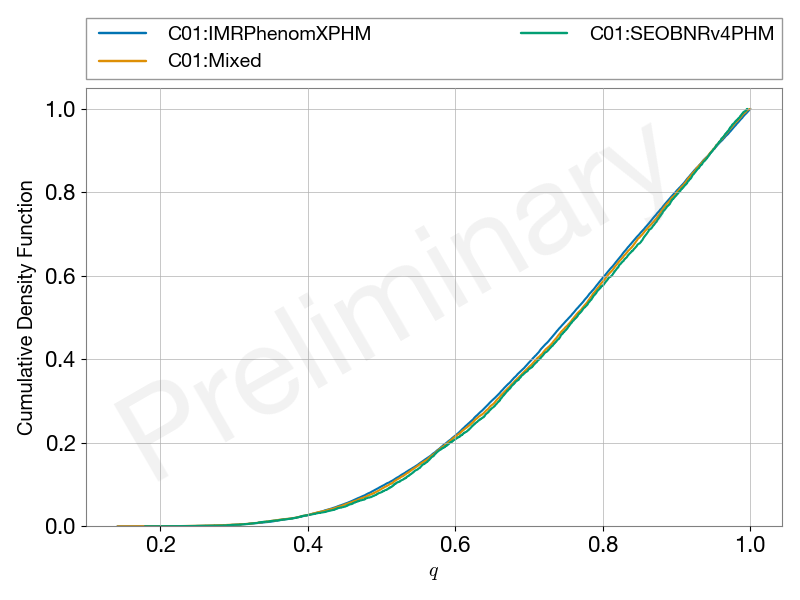 C01:IMRPhenomXPHM
C01:Mixed
C01:SEOBNRv4PHM
Preliminary
Cumulative Density Function
1.0
0.8
0.6
0.4
0.2
0.0
0.2 0.4 0.6 0.8 1.0
q